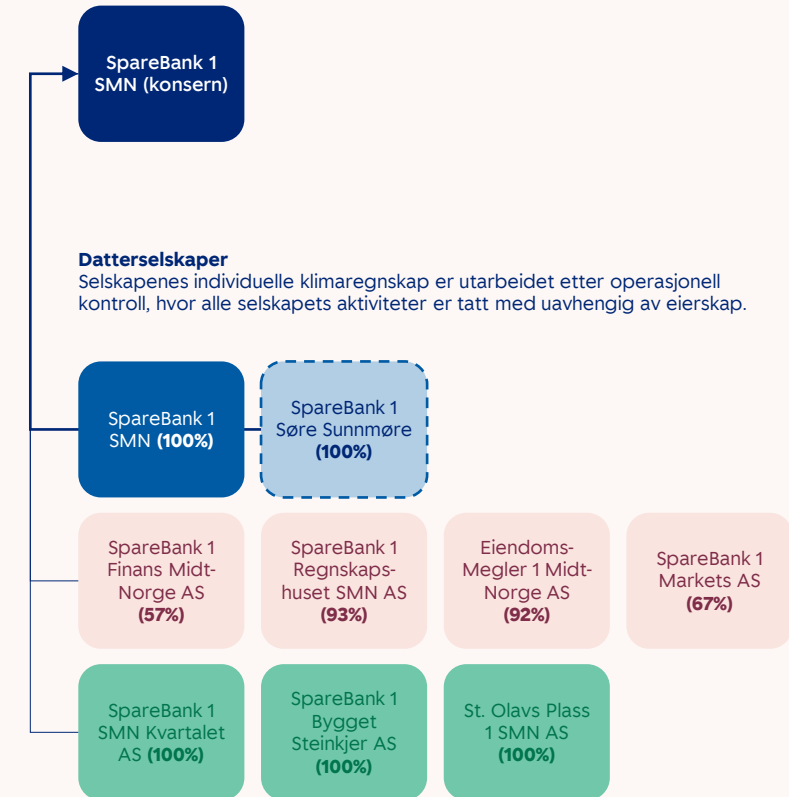 SpareBank 1
SMN (konsern)
Datterselskaper
Selskapenes individuelle klimaregnskap er utarbeidet etter operasjonell
kontroll, hvor alle selskapets aktiviteter er tatt med uavhengig av eierskap.
SpareBank 1
SMN (100%)
SpareBank 1
Søre Sunnmøre
(100%)
SpareBank 1
Finans Midt-
Norge AS
(57%)
SpareBank 1
Regnskaps-
huset SMN AS
(93%)
Eiendoms-
Megler 1 Midt-
Norge AS
(92%)
SpareBank 1
Markets AS
(67%)
SpareBank 1
SMN Kvartalet
AS (100%)
SpareBank 1
Bygget
Steinkjer AS
(100%)
St. Olavs Plass
1 SMN AS
(100%)